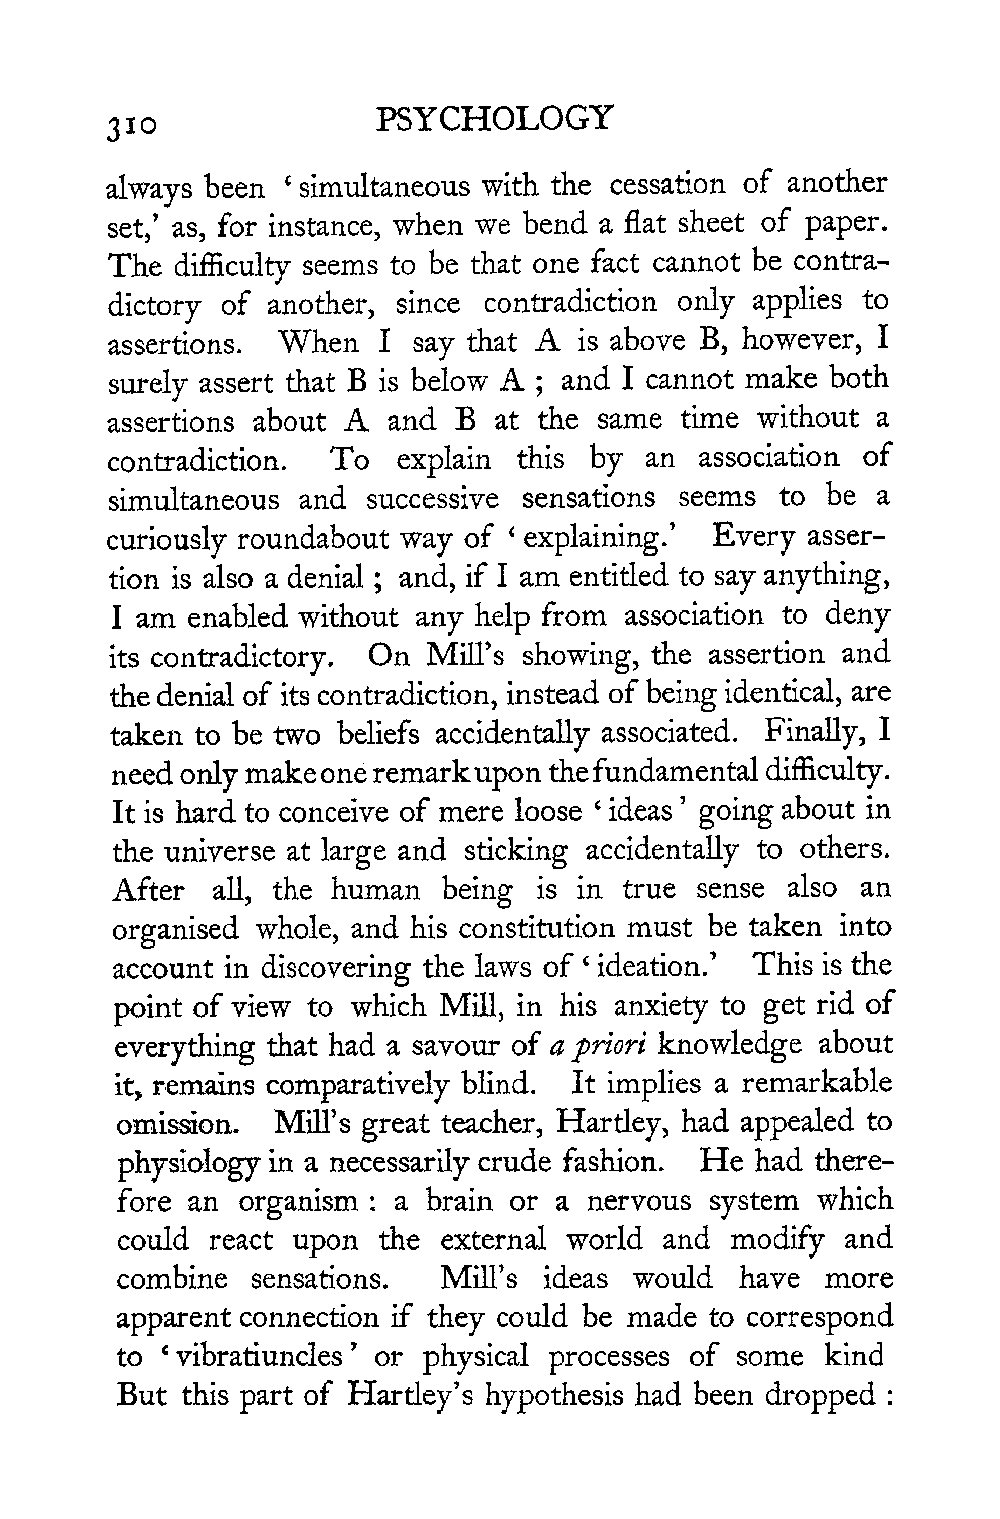 310 PSYCHOLOGY
always been ‘ simultaneous with the cessation of another
set,’ as, for instance, when we bend a flat sheet of paper.
The difficulty seems to be that one fact cannot be contra-
dictory of another, since contradiction only applies to
assertions. When I say that A is above B, however, I
surely assert that B is below A ; and I cannot make both
assertions about A and B at the same time without a
contradiction. To explain this by an association of
simultaneous and successive sensations seems to be a
curiously roundabout way of ‘ explaining.’ Every asser-
tion is also a denial ; and, if I am entitled to say anything,
I am enabled without any help from association to deny
its contradictory. On Mill’s showing, the assertion and
the denial of its contradiction, instead of being identical, are
taken to be two beliefs accidentally associated. Finally, I
need only make one remark upon the fundamental difficulty.
It is hard to conceive of mere loose ‘ ideas ’ going about in
the universe at large and sticking accidentally to others.
After all, the human being is in true sense also an
organised whole, and his constitution must be taken into
account in discovering the laws of ‘ ideation.’ This is the
point of view to which Mill, in his anxiety to get rid of
everything that had a savour of a priori knowledge about
it, remains comparatively blind. It implies a remarkable
omission. Mill’s great teacher, Hartley, had appealed to
physiology in a necessarily crude fashion. He had there-
fore an organism : a brain or a nervous system which
could react upon the external world and modify and
combine sensations. Mill’s ideas would have more
apparent connection if they could be made to correspond
to ‘ vibratiuncles ’ or physical processes of some kind
But this part of Hartley’s hypothesis had been dropped :